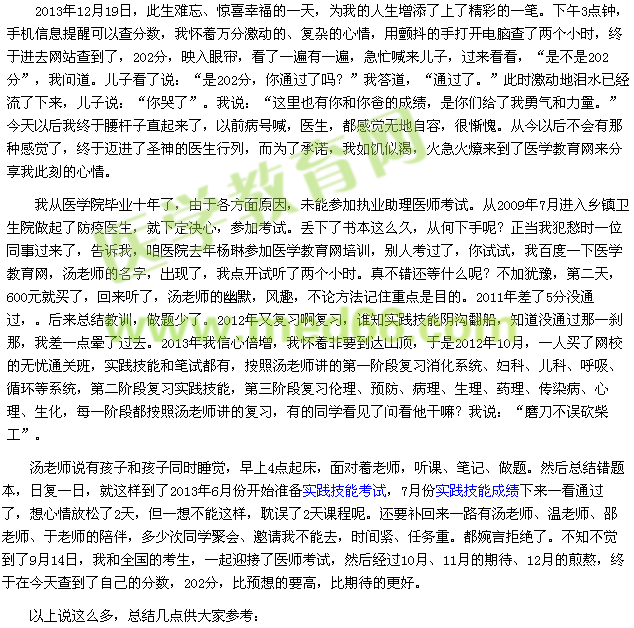 2013年12月19日，此生难忘、惊喜幸福的一天，为我的人生增添了上了精彩的一笔。下午3点钟，
手机信息提醒可以查分数，我怀着万分激动的、复杂的心情，用颤抖的手打开电脑查了两个小时，终
于进去网站查到了，202分，映入眼帘，看了一遍有一遍，急忙喊来儿子，过来看看，“是不是202
分”，我问道。儿子看了说：“是202分，你通过了吗？”我答道，“通过了。”此时激动地泪水已经
流了下来，儿子说：“你哭了”。我说：“这里也有你和你爸的成绩，是你们给了我勇气和力量。”
今天以后我终于腰杆子直起来了，以前病号喊，医生，都感觉无地自容，很惭愧。从今以后不会有那
种感觉了，终于迈进了圣神的医生行列，而为了承诺，我如饥似渴，火急火燎来到了医学教育网来分
享我此刻的心情。
我从医学院毕业十年了，由于各方面原因，未能参加执业助理医师考试。从2009年7月进入乡镇卫
生院做起了防疫医生，就下定决心，参加考试。丢下了书本这么久，从何下手呢？正当我犯愁时一位
同事过来了，告诉我，咱医院去年杨琳参加医学教育网培训，别人考过了，你试试，我百度一下医学
教育网，汤老师的名字，出现了，我点开试听了两个小时。真不错还等什么呢？不加犹豫，第二天，
600元就买了，回来听了，汤老师的幽默，风趣，不论方法记住重点是目的。2011年差了5分没通
过，。后来总结教训，做题少了。2012年又复习啊复习，谁知实践技能阴沟翻船，知道没通过那一刹
那，我差一点晕了过去。2013年我信心倍增，我怀着非要到达山顶，于是2012年10月，一人买了网校
的无忧通关班，实践技能和笔试都有，按照汤老师讲的第一阶段复习消化系统、妇科、儿科、呼吸、
循环等系统，第二阶段复习实践技能，第三阶段复习伦理、预防、病理、生理、药理、传染病、心
理、生化，每一阶段都按照汤老师讲的复习，有的同学看见了问看他干嘛？我说：“磨刀不误砍柴
工”。
汤老师说有孩子和孩子同时睡觉，早上4点起床，面对着老师，听课、笔记、做题。然后总结错题
本，日复一日，就这样到了2013年6月份开始准备实践技能考试，7月份实践技能成绩下来一看通过
了，想心情放松了2天，但一想不能这样，耽误了2天课程呢。还要补回来一路有汤老师、温老师、邵
老师、于老师的陪伴，多少次同学聚会、邀请我不能去，时间紧、任务重。都婉言拒绝了。不知不觉
到了9月14日，我和全国的考生，一起迎接了医师考试，然后经过10月、11月的期待、12月的煎熬，终
于在今天查到了自己的分数，202分，比预想的要高，比期待的更好。
以上说这么多，总结几点供大家参考：
医学教育网
www.med66.com